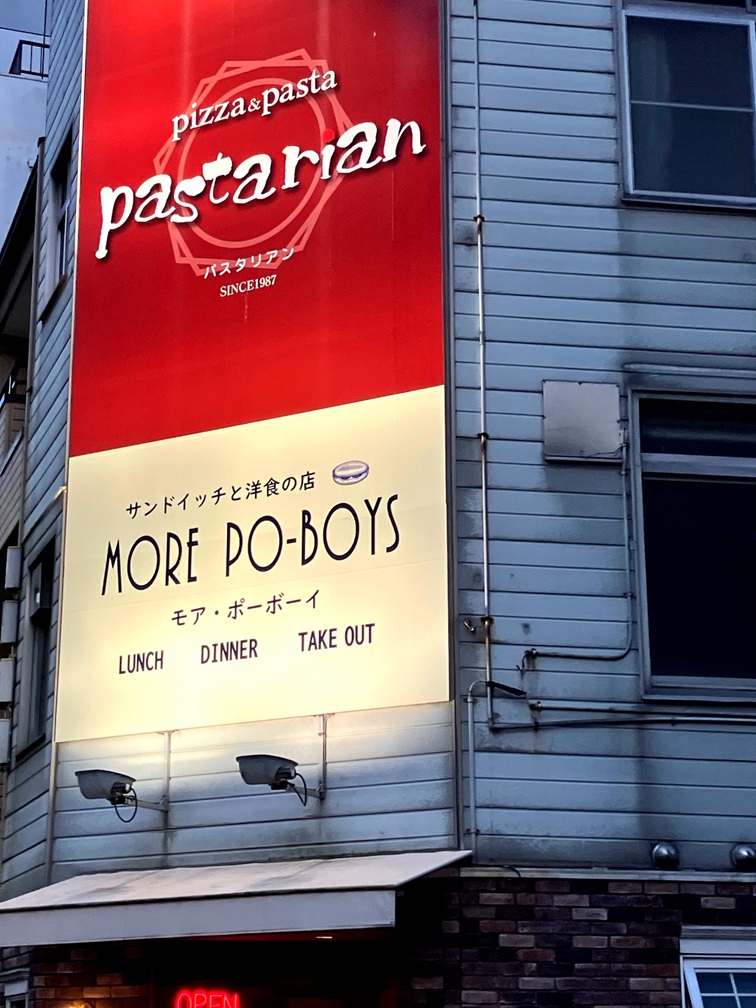 pizza&pasta
pastarian
パスタリアン
SINCE1987
サンドイッチと洋食の店
MORE PO-BOYS
モア・ポーボーイ
LUNCH DINNER TAKE OUT
OPEN